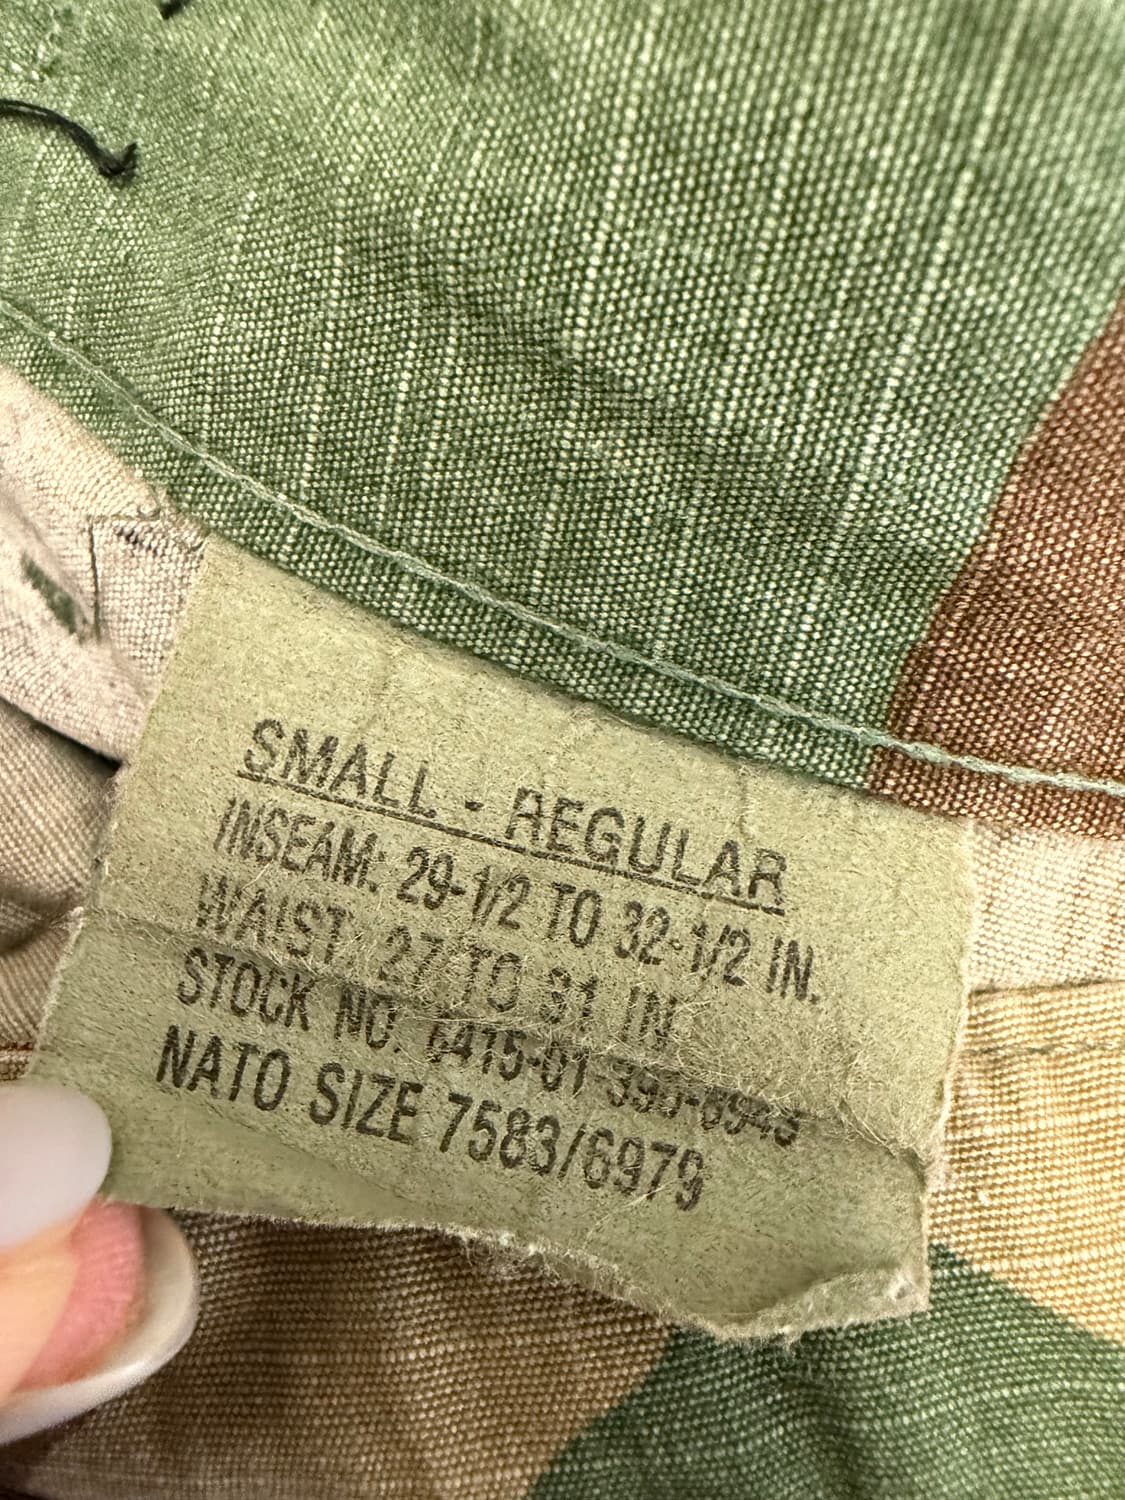 SMALL - REGULAR
INSEAM: 29-1/2 TO 32-1/2 IN.
WAIST: 27 TO 31 IN
STOCK NO.
NATO SIZE 7583/6979